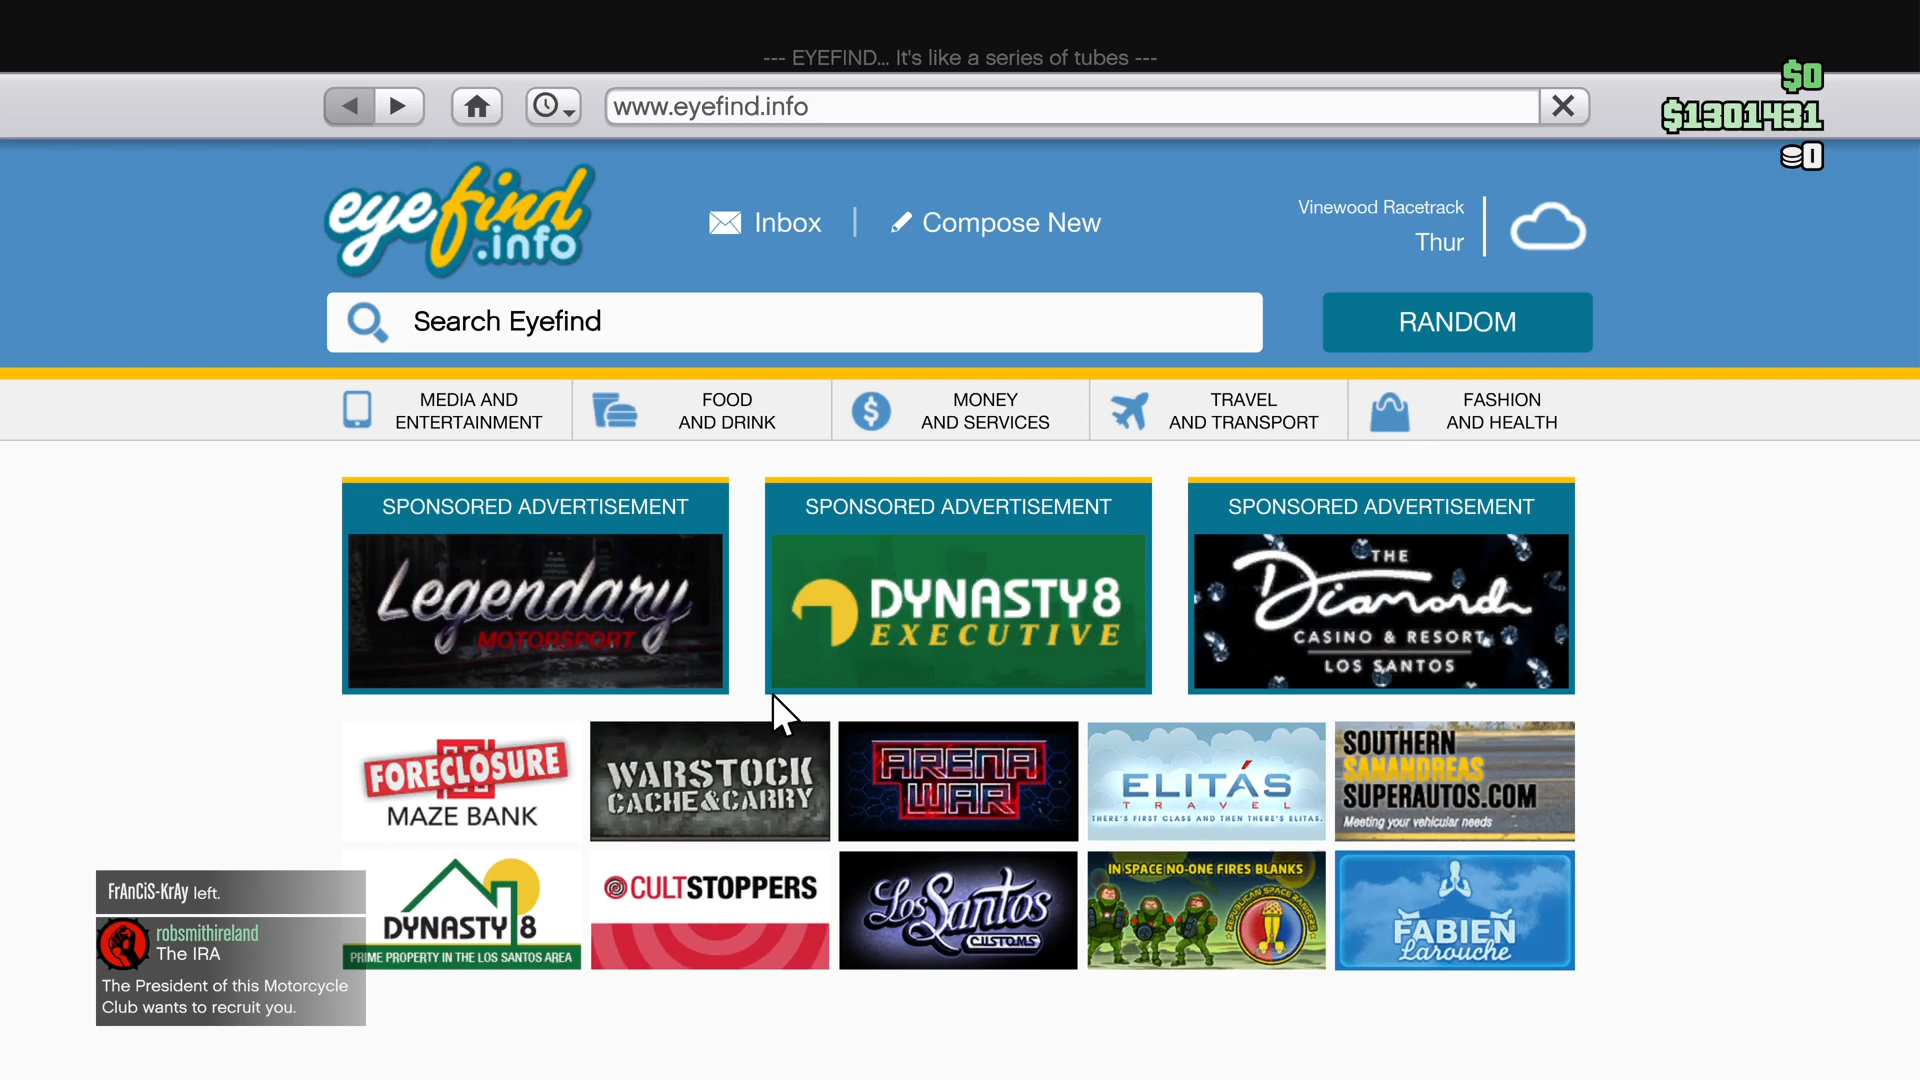 --- EYEFIND... It's like a series of tubes ---
www.eyefind.info
$0
$1301431
0
eyefind
.info
Inbox
Compose New
Vinewood Racetrack
Thur
Search Eyefind
RANDOM
MEDIA AND
ENTERTAINMENT
FOOD
AND DRINK
MONEY
AND SERVICES
TRAVEL
AND TRANSPORT
FASHION
AND HEALTH
SPONSORED ADVERTISEMENT
Legendary
MOTORSPORT
SPONSORED ADVERTISEMENT
DYNASTY8
EXECUTIVE
SPONSORED ADVERTISEMENT
THE
Diamond
CASINO & RESORT
LOS SANTOS
FORECLOSURE
MAZE BANK
WARSTOCK
CACHE&CARRY
ARENA
WAR
ELITÁS
TRAVEL
THERE'S FIRST CLASS AND THEN THERE'S ELITAS.
SOUTHERN
SANANDREAS
SUPERAUTOS.COM
Meeting your vehicular needs
DYNASTY 8
PRIME PROPERTY IN THE LOS SANTOS AREA
CULTSTOPPERS
Los Santos
CUSTOMS
IN SPACE NO-ONE FIRES BLANKS
REPUBLICAN SPACE RANGERS
FABIEN
Larouche
FrAnCiS-KrAy left.
robsmithireland
The IRA
The President of this Motorcycle
Club wants to recruit you.